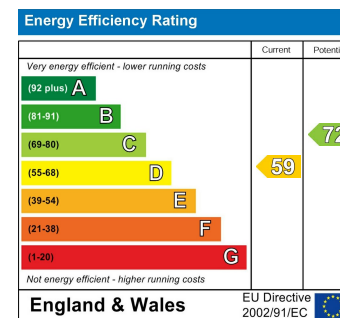 Energy Efficiency Rating
Current
Potenti
Very energy efficient - lower running costs
(92 plus) A
(81-91) B
(69-80) C
72
(55-68) D
59
(39-54) E
(21-38) F
(1-20) G
Not energy efficient - higher running costs
England & Wales
EU Directive
2002/91/EC